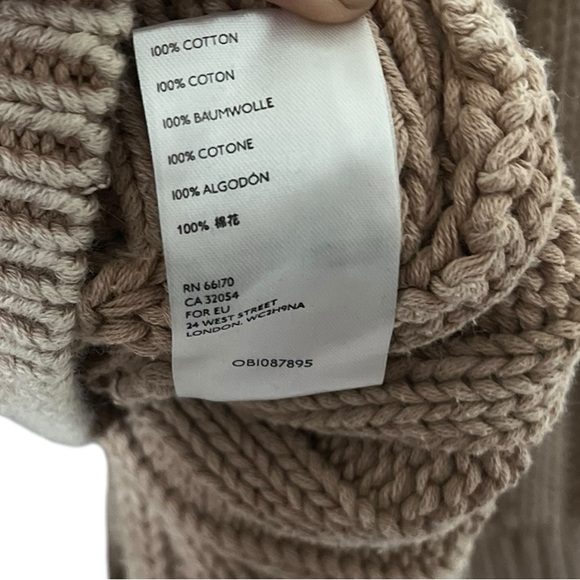 100% COTTON
100% COTON
100% BAUMWOLLE
100% COTONE
100% ALGODÓN
100% 棉花
RN 66170
CA 32054
FOR EU
24 WEST STREET
LONDON, WC2H9NA
OB1087895